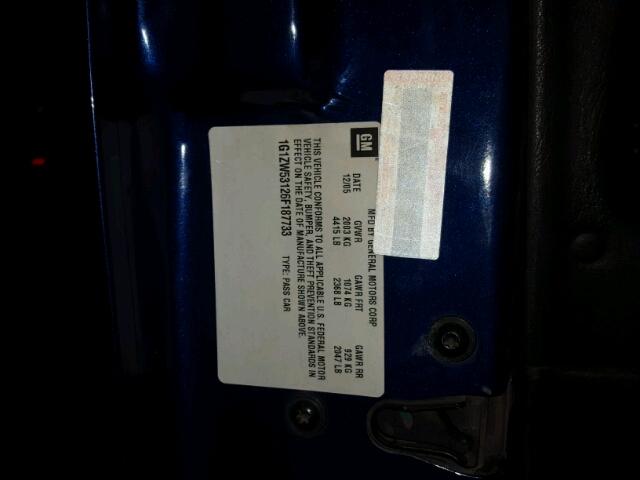 GM
MFD BY GENERAL MOTORS CORP
DATE GVWR GAWR FRT GAWR RR
12/05 2003 KG 1074 KG 929 KG
4415 LB 2368 LB 2047 LB
THIS VEHICLE CONFORMS TO ALL APPLICABLE U.S. FEDERAL MOTOR
VEHICLE SAFETY, BUMPER, AND THEFT PREVENTION STANDARDS IN
EFFECT ON THE DATE OF MANUFACTURE SHOWN ABOVE.
1G1ZW53126F187733 TYPE: PASS CAR